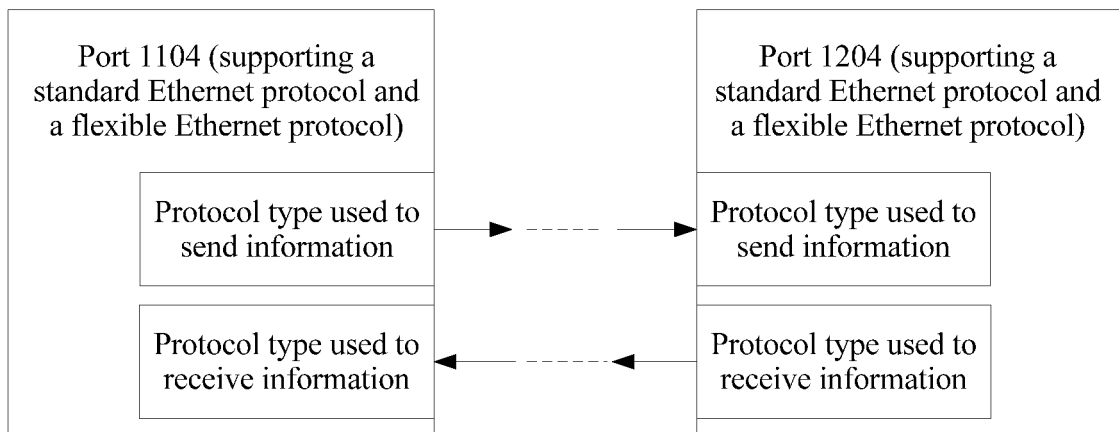 Port 1104 (supporting a
standard Ethernet protocol and
a flexible Ethernet protocol)
Protocol type used to
send information
Protocol type used to
receive information
Port 1204 (supporting a
standard Ethernet protocol and
a flexible Ethernet protocol)
Protocol type used to
send information
Protocol type used to
receive information